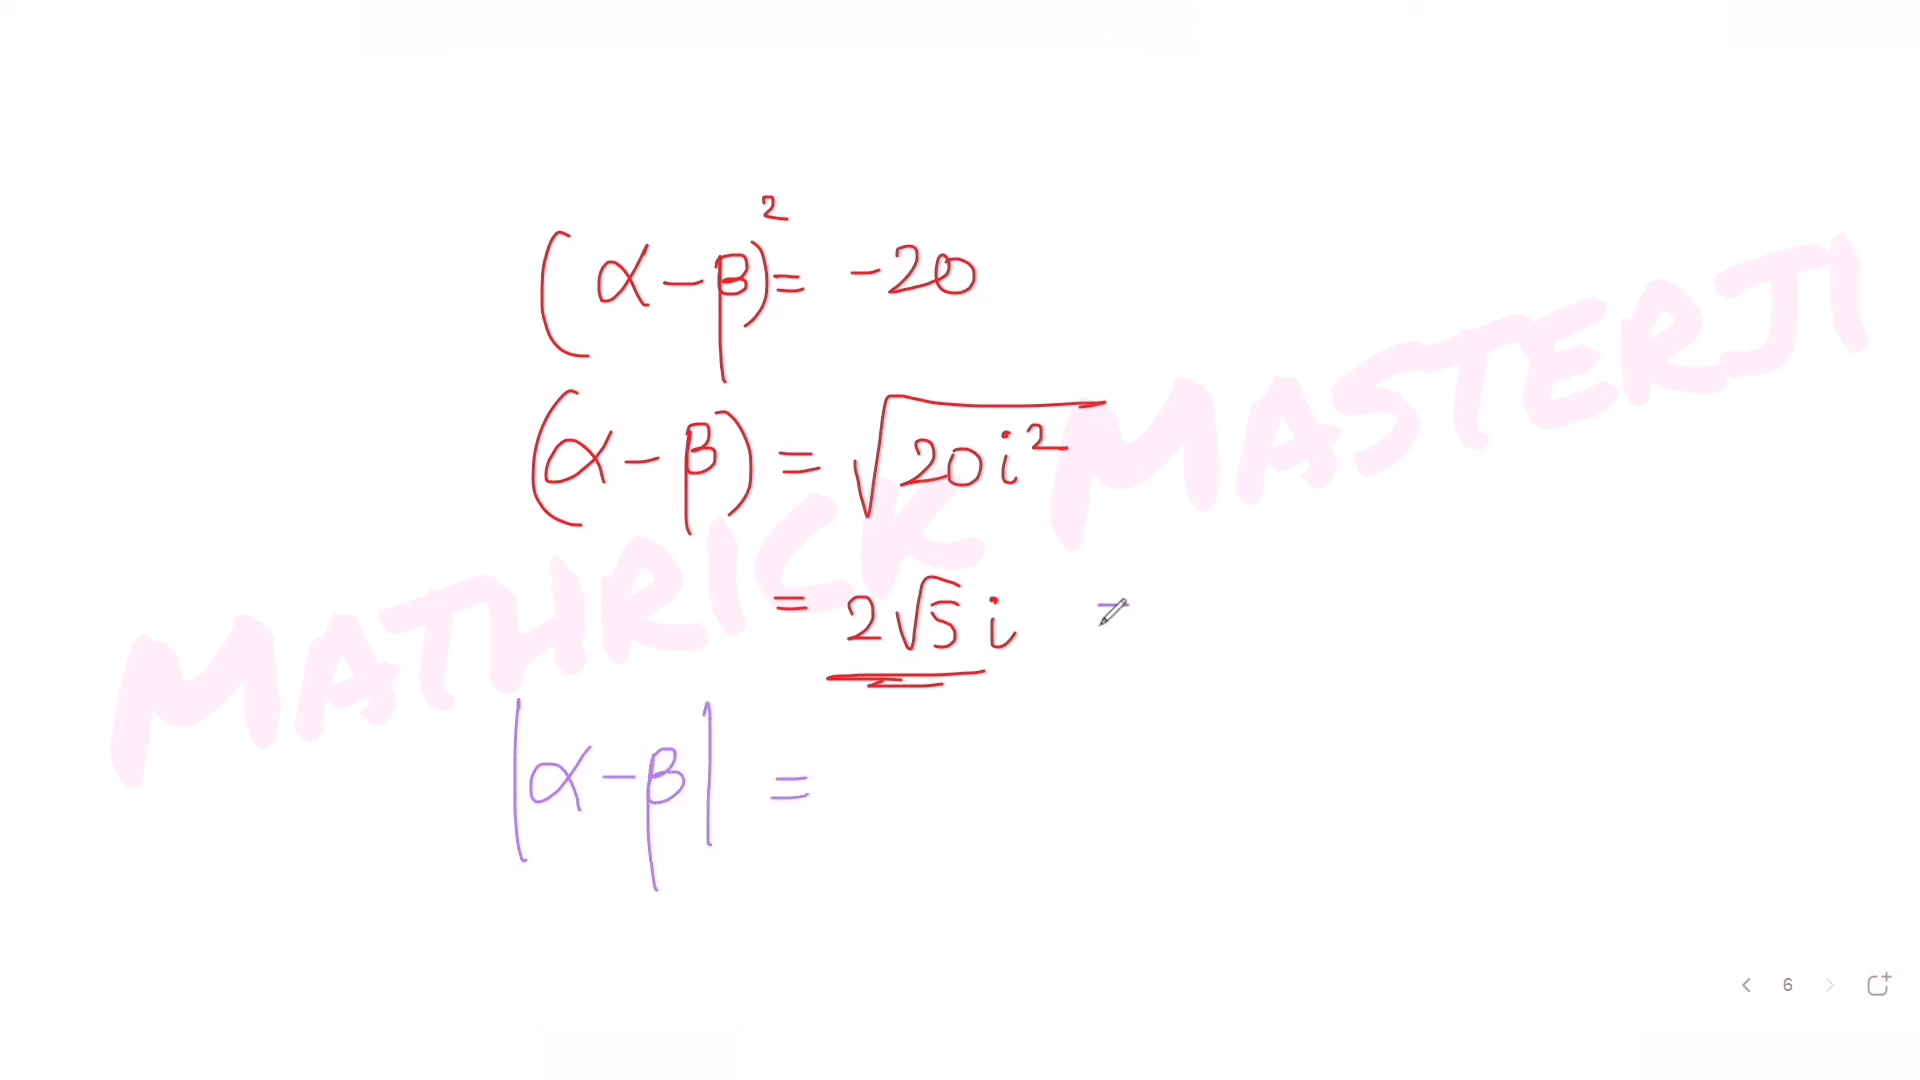 (α-β)² = -20
(α-β) = √20i²
= 2√5 i -
|α-β| =
MATHRICK MASTERJI
< 6 >